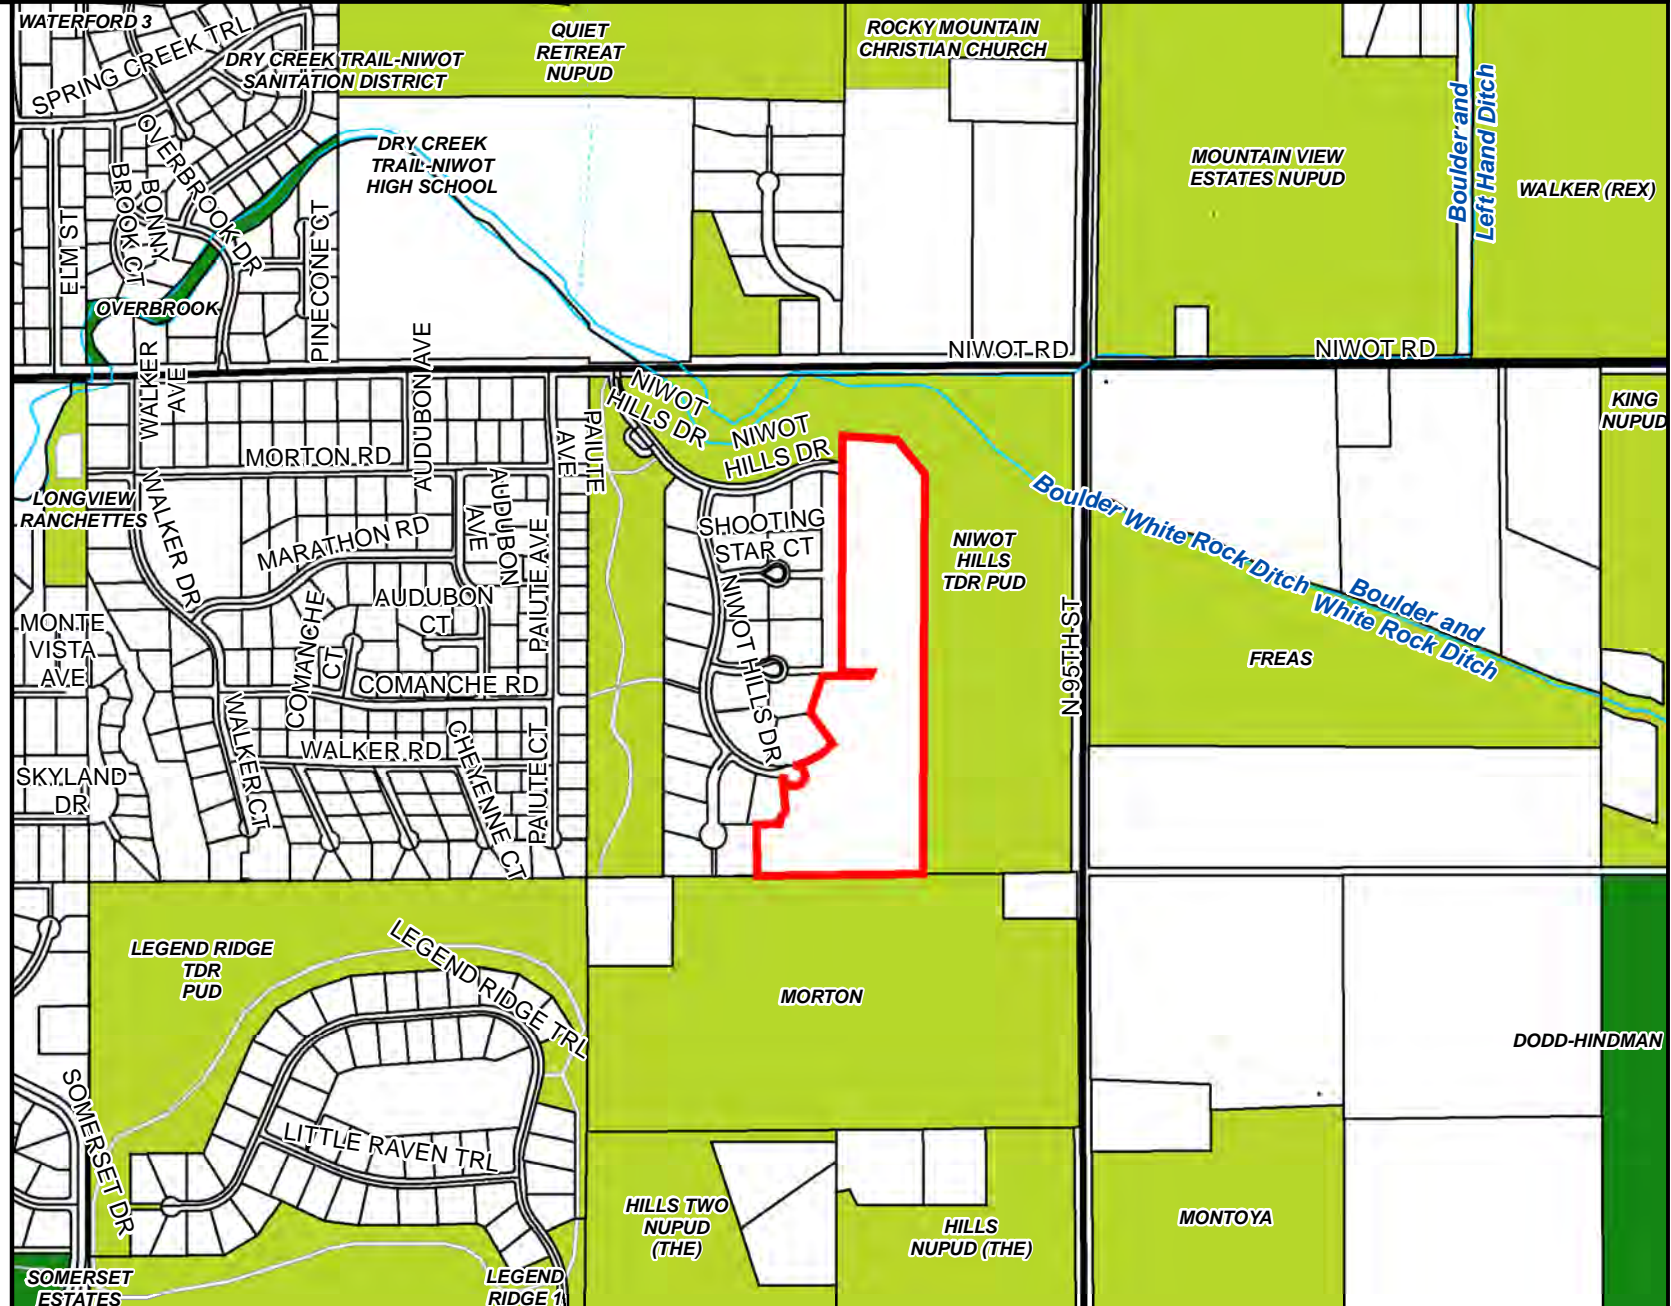 WATERFORD 3
SPRING CREEK TRL
DRY CREEK TRAIL-NIWOT
SANITATION DISTRICT
QUIET
RETREAT
NUPUD
ROCKY MOUNTAIN
CHRISTIAN CHURCH
Boulder and
Left Hand Ditch
DRY CREEK
TRAIL-NIWOT
HIGH SCHOOL
MOUNTAIN VIEW
ESTATES NUPUD
WALKER (REX)
OVERBROOK DR
BONNY
BROOK CT
ELM ST
PINECONE CT
OVERBROOK
WALKER
AVE
AUDUBON AVE
NIWOT RD
NIWOT RD
NIWOT
HILLS DR
NIWOT
HILLS DR
KING
NUPUD
PAIUTE
AVE
MORTON RD
LONGVIEW
RANCHETTES
WALKER DR
MARATHON RD
AUDUBON
AVE
PAIUTE AVE
SHOOTING
STAR CT
NIWOT
HILLS
TDR PUD
Boulder White Rock Ditch
Boulder and
White Rock Ditch
FREAS
N 95TH ST
MONTE
VISTA
AVE
COMANCHE
CT
AUDUBON
CT
NIWOT HILLS DR
COMANCHE RD
WALKER CT
WALKER RD
CHEYENNE CT
PAIUTE CT
SKYLAND
DR
LEGEND RIDGE
TDR
PUD
LEGEND RIDGE TRL
MORTON
DODD-HINDMAN
SOMERSET DR
LITTLE RAVEN TRL
HILLS TWO
NUPUD
(THE)
HILLS
NUPUD (THE)
MONTOYA
SOMERSET
ESTATES
LEGEND
RIDGE 1